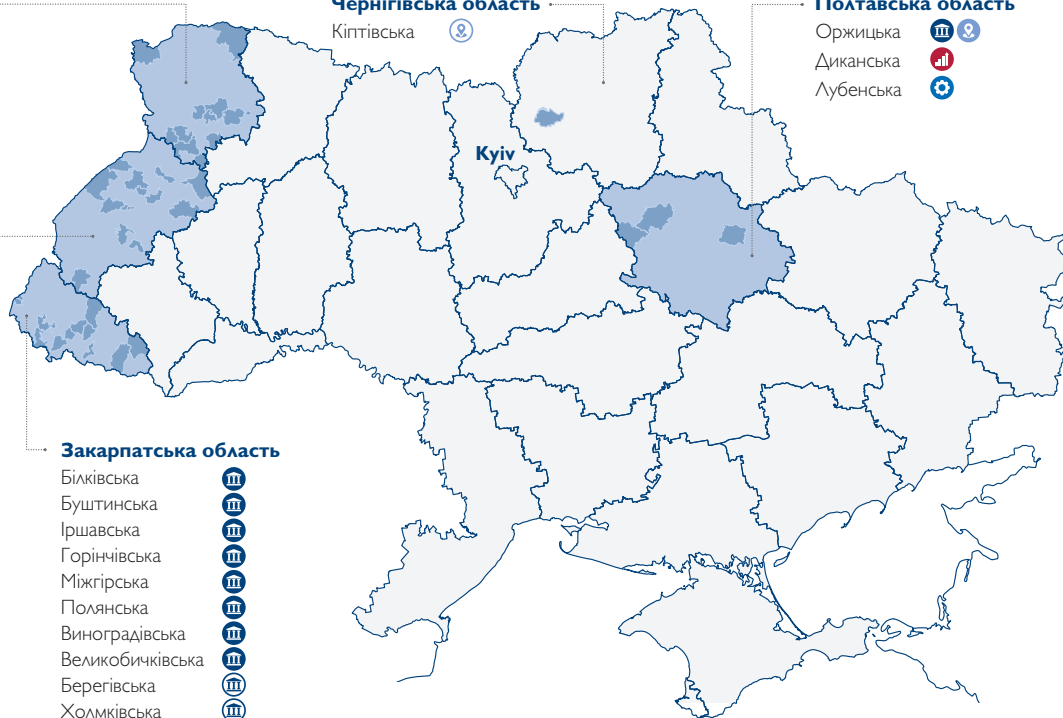 Чернігівська область
Кіптівська
Полтавська область
Оржицька
Диканська
Лубенська
Kyiv
Закарпатська область
Білківська
Буштинська
Іршавська
Горінчівська
Міжгірська
Полянська
Виноградівська
Великобичківська
Берегівська
Холмківська